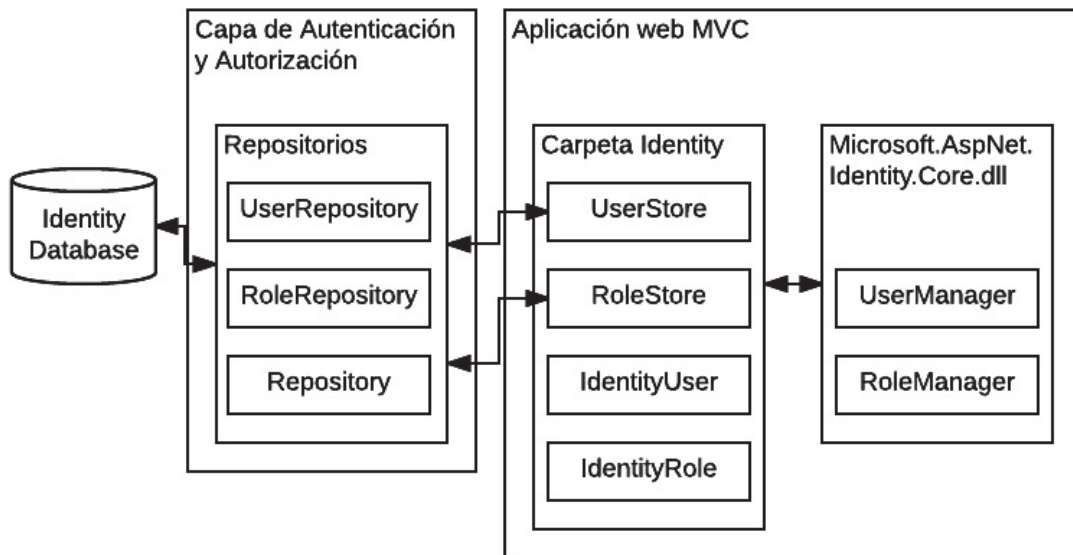 Capa de Autenticación
y Autorización
Aplicación web MVC
Repositorios
Carpeta Identity
Microsoft.AspNet.
Identity.Core.dll
Identity
Database
UserRepository
RoleRepository
Repository
UserStore
RoleStore
IdentityUser
IdentityRole
UserManager
RoleManager